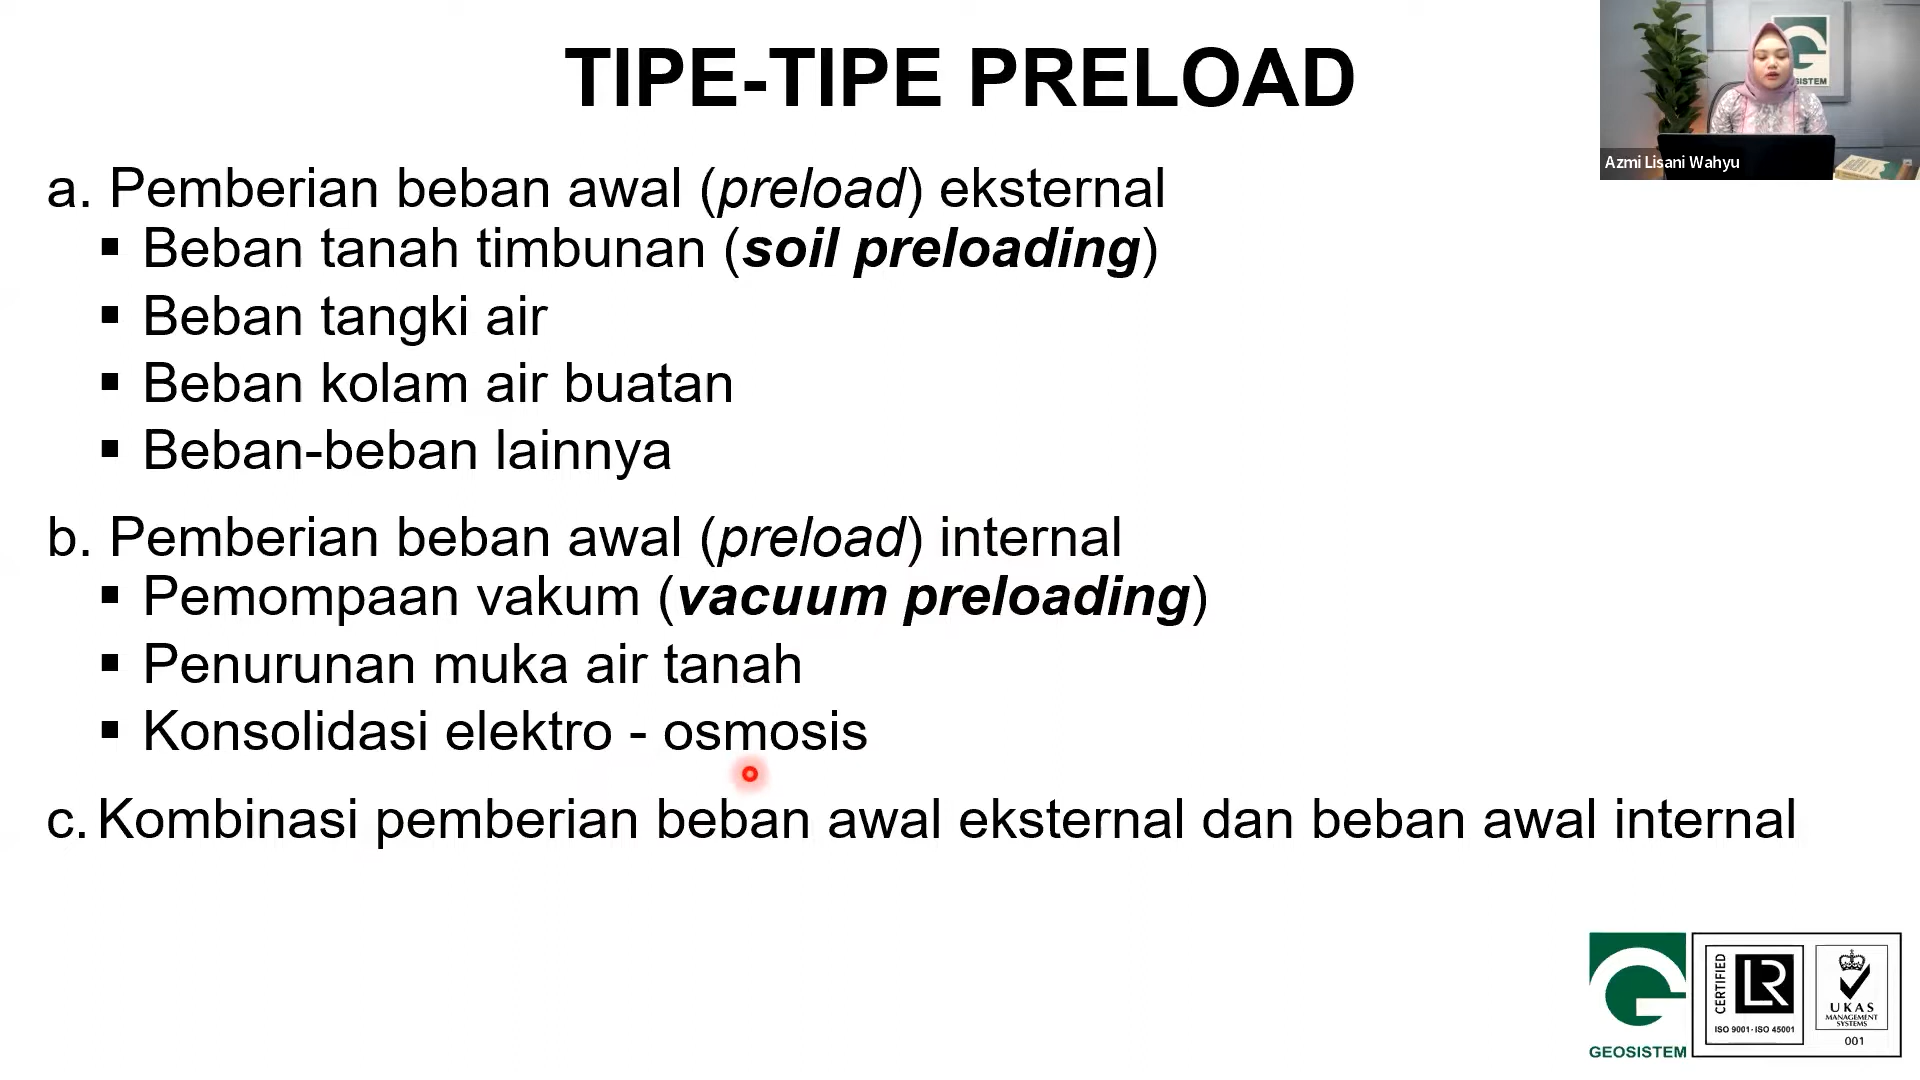 TIPE-TIPE PRELOAD
SISTEM
Azmi Lisani Wahyu
a. Pemberian beban awal (preload) eksternal
▪ Beban tanah timbunan (soil preloading)
▪ Beban tangki air
▪ Beban kolam air buatan
▪ Beban-beban lainnya
b. Pemberian beban awal (preload) internal
▪ Pemompaan vakum (vacuum preloading)
▪ Penurunan muka air tanah
▪ Konsolidasi elektro - osmosis
c. Kombinasi pemberian beban awal eksternal dan beban awal internal
GEOSISTEM
CERTIFIED
LR
ISO 9001 · ISO 45001
UKAS
MANAGEMENT
SYSTEMS
001